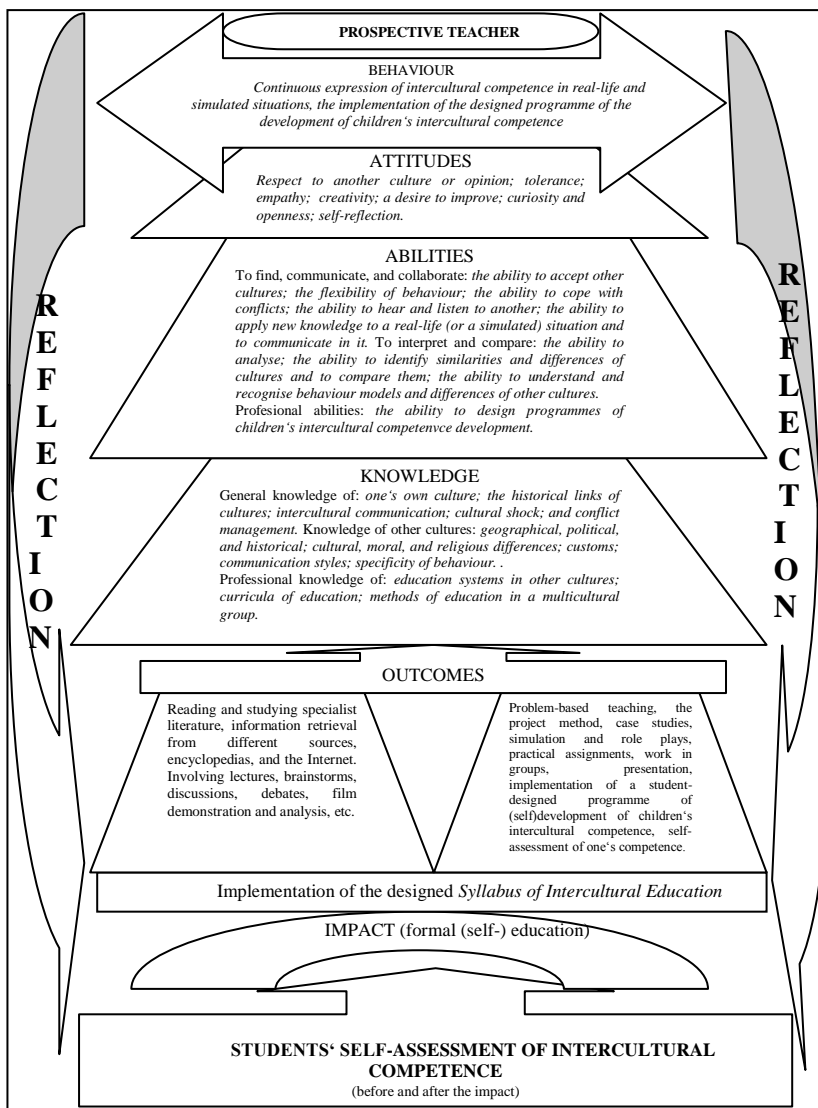 PROSPECTIVE TEACHER
BEHAVIOUR
Continuous expression of intercultural competence in real-life and
simulated situations, the implementation of the designed programme of the
development of children‘s intercultural competence
ATTITUDES
Respect to another culture or opinion; tolerance;
empathy; creativity; a desire to improve; curiosity and
openness; self-reflection.
ABILITIES
To find, communicate, and collaborate: the ability to accept other
cultures; the flexibility of behaviour; the ability to cope with
conflicts; the ability to hear and listen to another; the ability to
apply new knowledge to a real-life (or a simulated) situation and
to communicate in it. To interpret and compare: the ability to
analyse; the ability to identify similarities and differences of
cultures and to compare them; the ability to understand and
recognise behaviour models and differences of other cultures.
Profesional abilities: the ability to design programmes of
children‘s intercultural competenvce development.
KNOWLEDGE
General knowledge of: one‘s own culture; the historical links of
cultures; intercultural communication; cultural shock; and conflict
management. Knowledge of other cultures: geographical, political,
and historical; cultural, moral, and religious differences; customs;
communication styles; specificity of behaviour. .
Professional knowledge of: education systems in other cultures;
curricula of education; methods of education in a multicultural
group.
REFLECTION
REFLECTION
OUTCOMES
Reading and studying specialist
literature, information retrieval
from different sources,
encyclopedias, and the Internet.
Involving lectures, brainstorms,
discussions, debates, film
demonstration and analysis, etc.
Problem-based teaching, the
project method, case studies,
simulation and role plays,
practical assignments, work in
groups, presentation,
implementation of a student-
designed programme of
(self)development of children‘s
intercultural competence, self-
assessment of one‘s competence.
Implementation of the designed Syllabus of Intercultural Education
IMPACT (formal (self-) education)
STUDENTS‘ SELF-ASSESSMENT OF INTERCULTURAL
COMPETENCE
(before and after the impact)